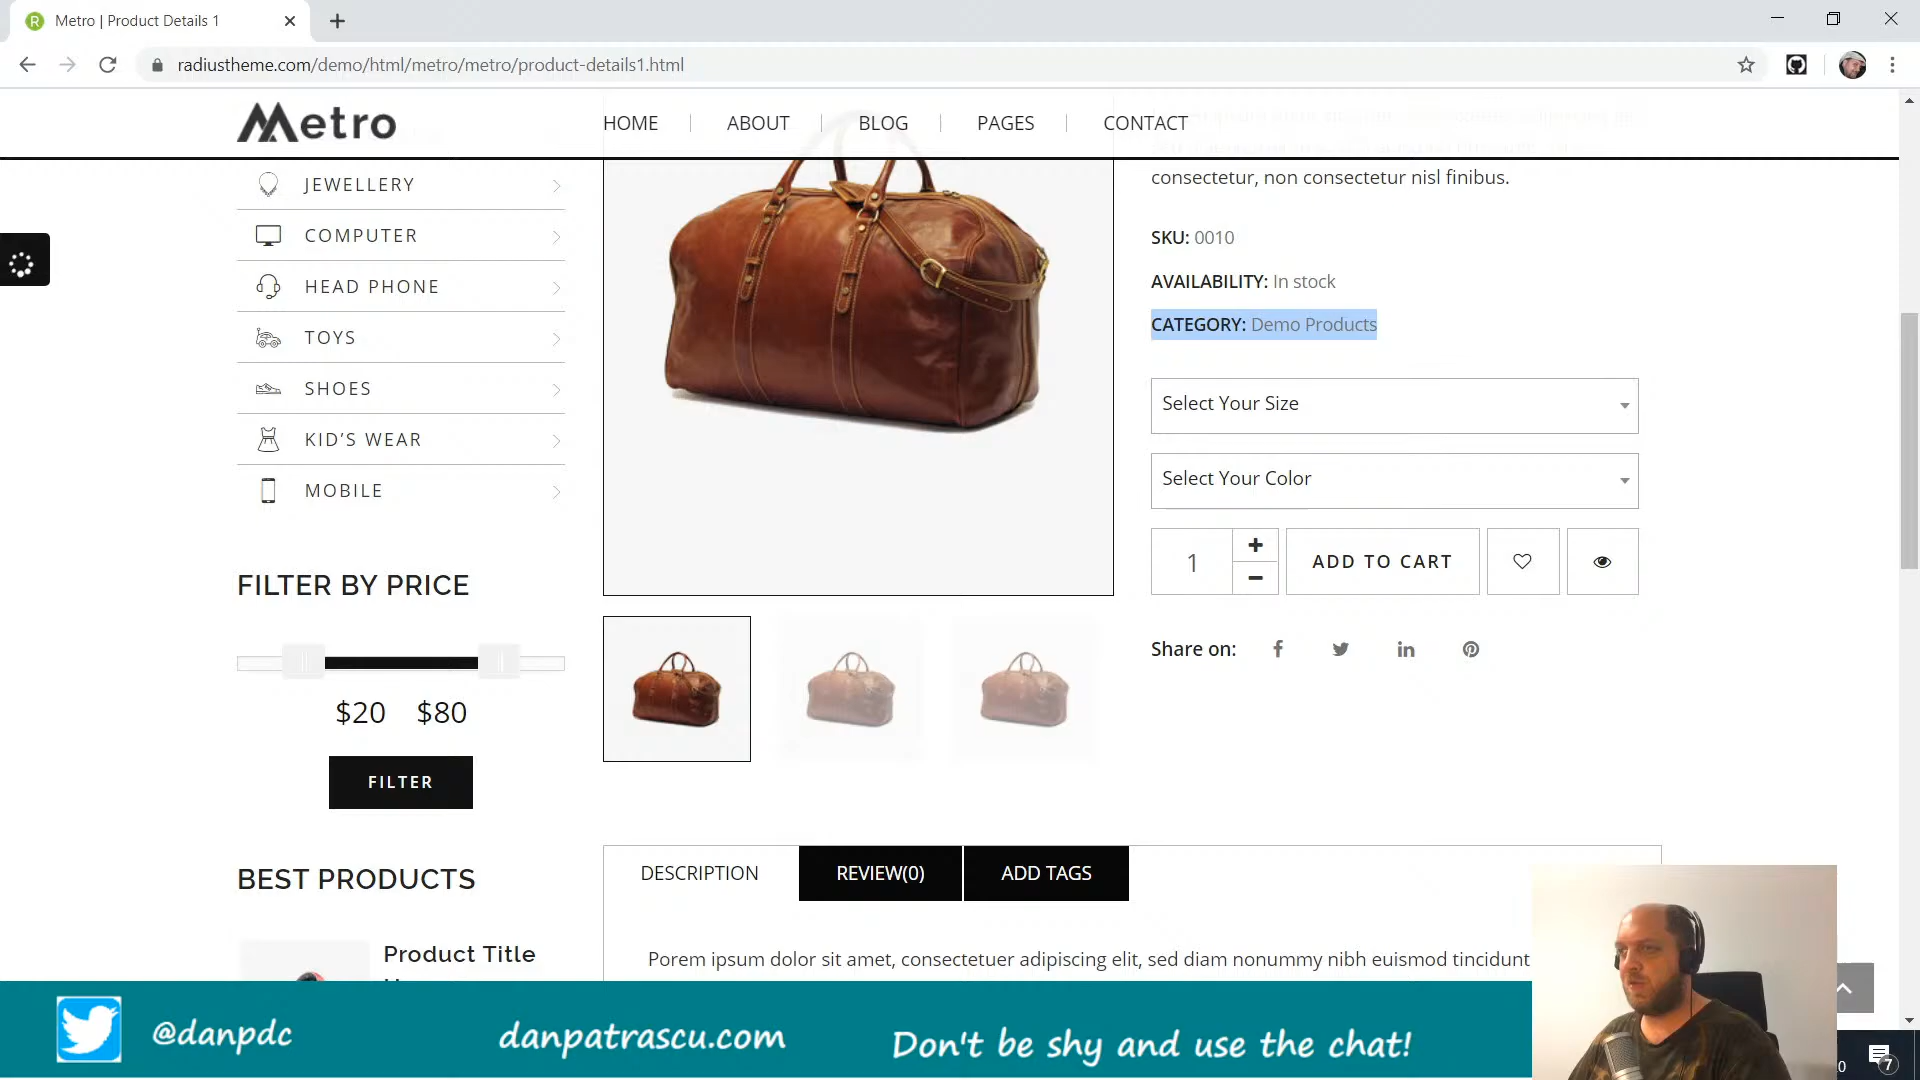 Metro | Product Details 1
radiustheme.com/demo/html/metro/metro/product-details1.html
Metro
HOME
ABOUT
BLOG
PAGES
CONTACT
JEWELLERY
COMPUTER
HEAD PHONE
TOYS
SHOES
KID’S WEAR
MOBILE
FILTER BY PRICE
$20 $80
FILTER
BEST PRODUCTS
Product Title
consectetur, non consectetur nisl finibus.
SKU: 0010
AVAILABILITY: In stock
CATEGORY: Demo Products
Select Your Size
Select Your Color
1
+
−
ADD TO CART
Share on:
DESCRIPTION
REVIEW(0)
ADD TAGS
Porem ipsum dolor sit amet, consectetuer adipiscing elit, sed diam nonummy nibh euismod tincidunt
@danpdc
danpatrascu.com
Don't be shy and use the chat!
7